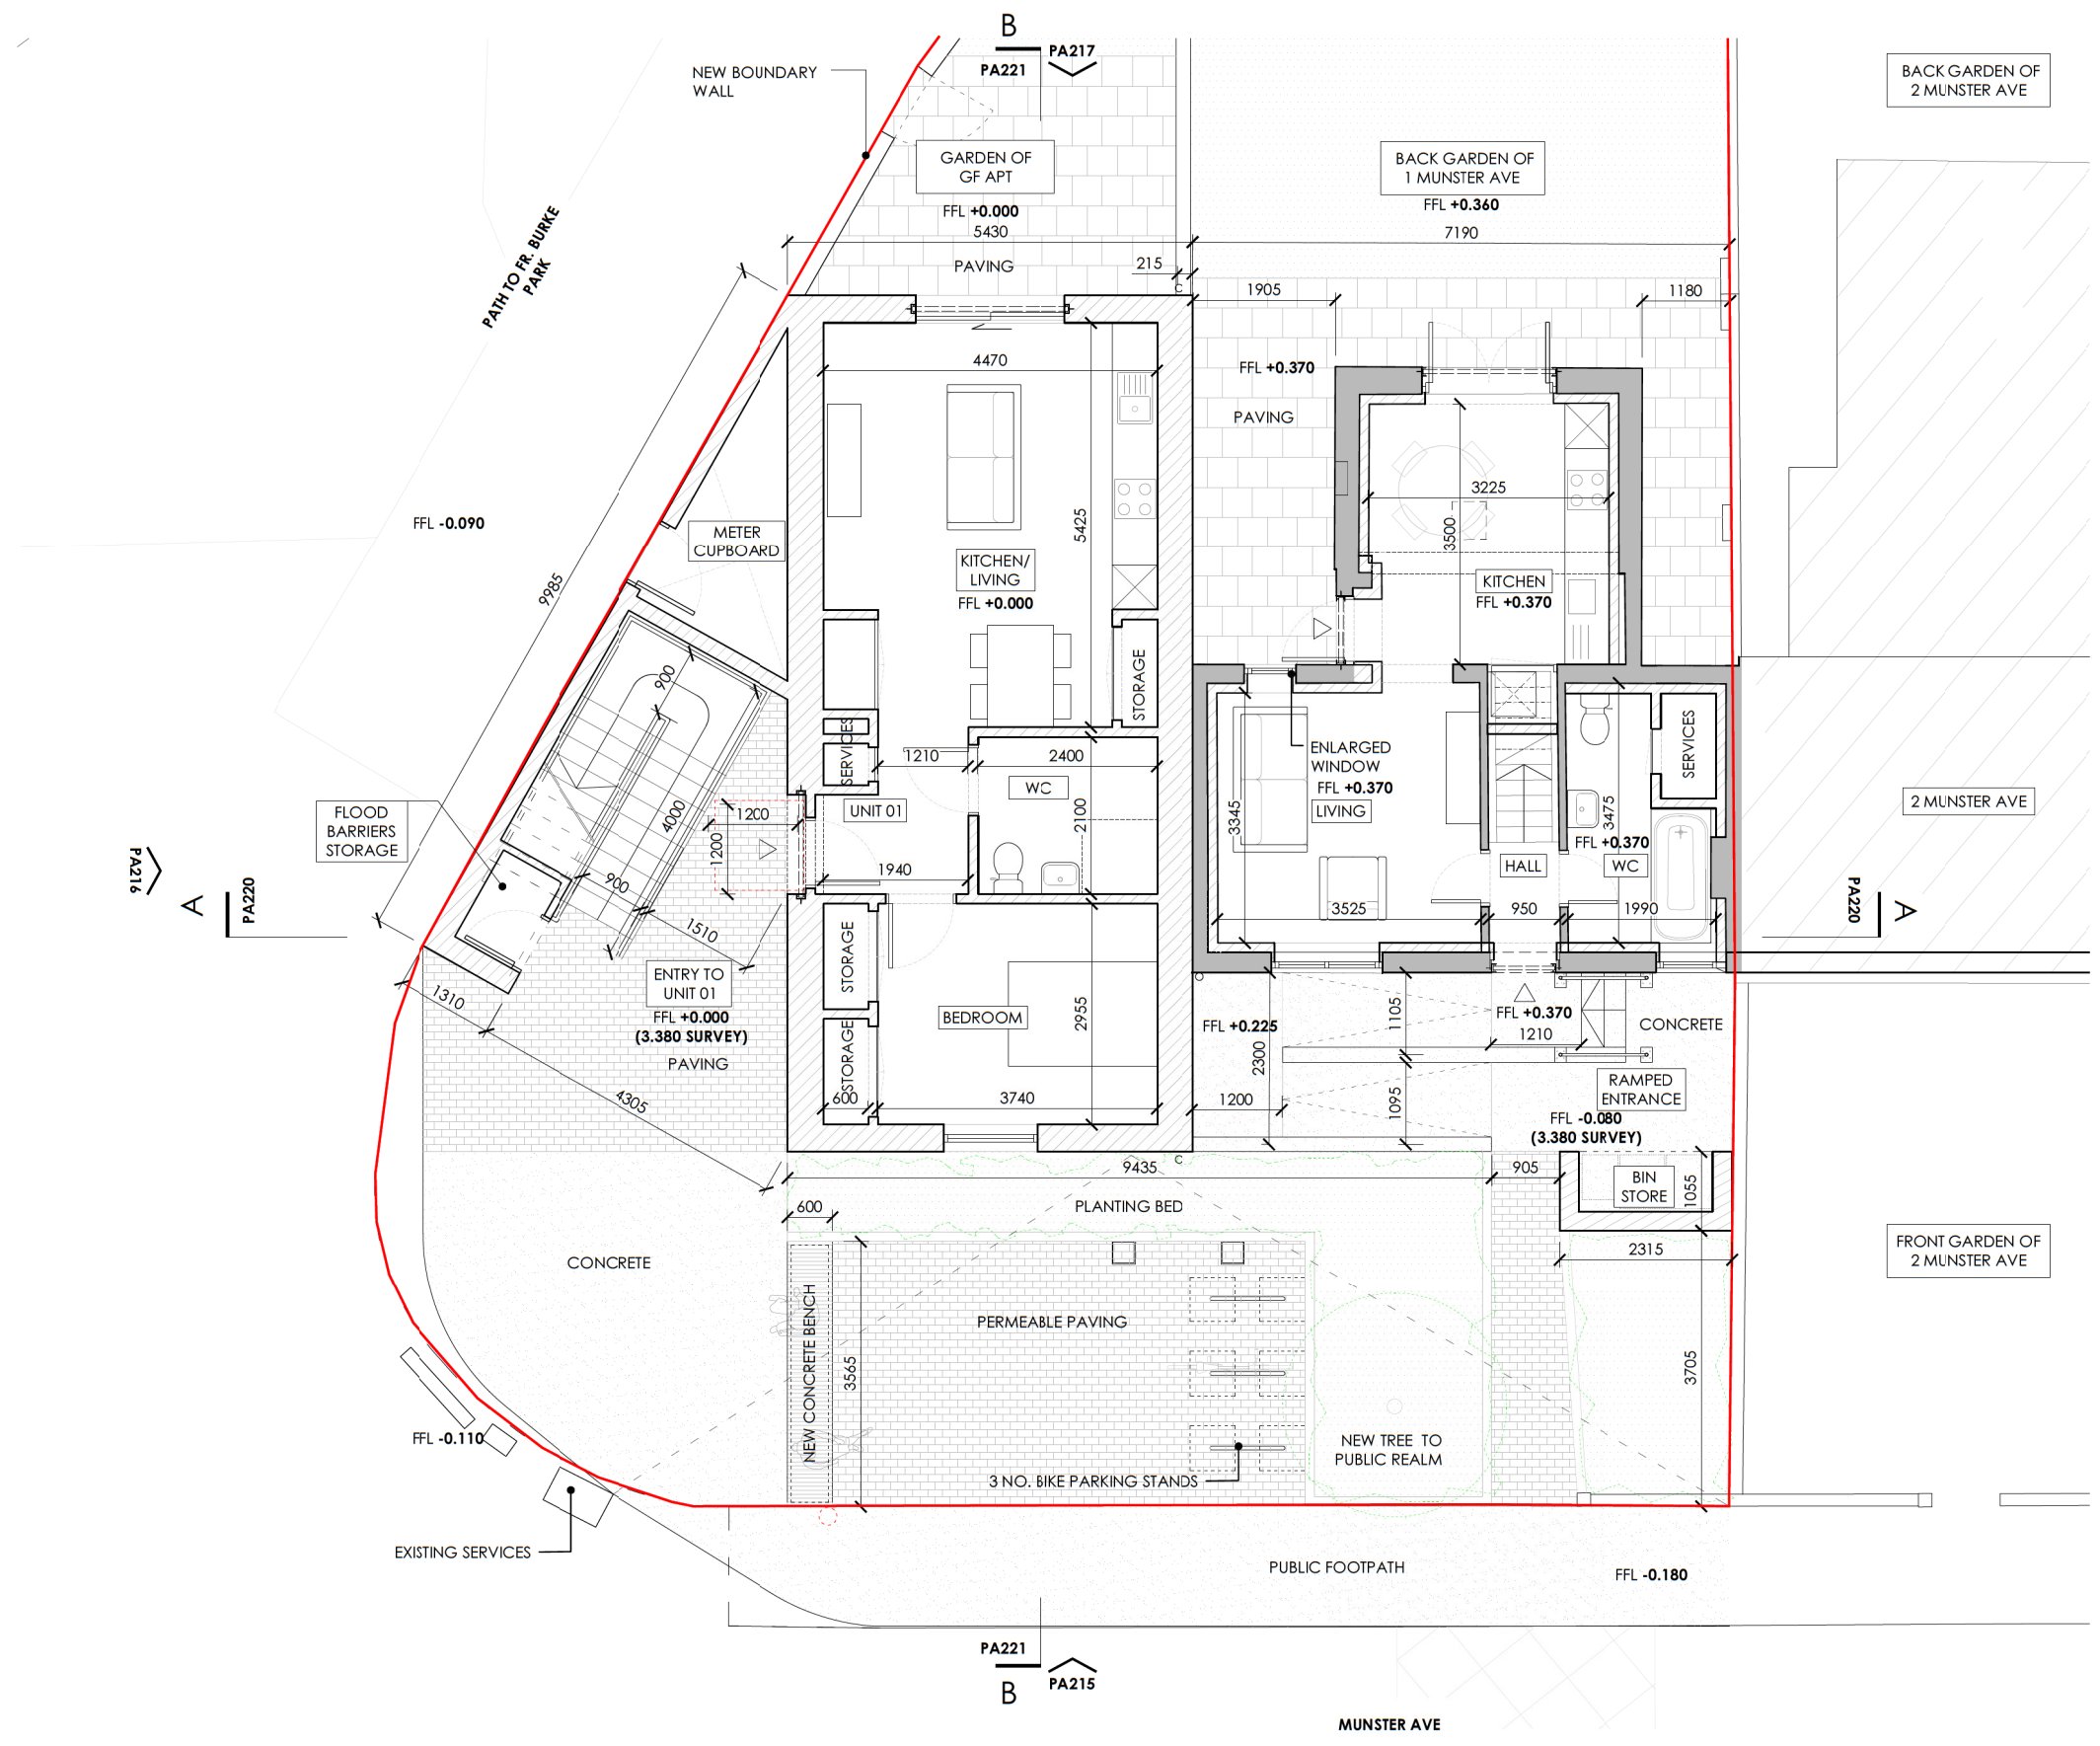 B
PA217
PA221
NEW BOUNDARY
WALL
BACK GARDEN OF
2 MUNSTER AVE
GARDEN OF
GF APT
FFL +0.000
5430
BACK GARDEN OF
1 MUNSTER AVE
FFL +0.360
7190
PATH TO FR. BURKE
PARK
PAVING
215
C
1905
1180
4470
FFL +0.370
PAVING
FFL -0.090
METER
CUPBOARD
5425
3225
3500
KITCHEN/
LIVING
FFL +0.000
KITCHEN
FFL +0.370
9985
900
STORAGE
SERVICES
1210
2400
WC
ENLARGED
WINDOW
FFL +0.370
LIVING
SERVICES
FLOOD
BARRIERS
STORAGE
4000
1200
1200
UNIT 01
2100
3345
3475
2 MUNSTER AVE
FFL +0.370
HALL
WC
PA216
A
PA220
900
1940
3525
950
1990
PA220
A
1510
STORAGE
ENTRY TO
UNIT 01
FFL +0.000
(3.380 SURVEY)
PAVING
1310
BEDROOM
2955
FFL +0.225
2300
1105
FFL +0.370
1210
CONCRETE
STORAGE
4305
600
3740
1200
1095
RAMPED
ENTRANCE
FFL -0.080
(3.380 SURVEY)
C
9435
905
BIN
STORE
1055
600
PLANTING BED
CONCRETE
2315
FRONT GARDEN OF
2 MUNSTER AVE
NEW CONCRETE BENCH
3565
PERMEABLE PAVING
3705
FFL -0.110
NEW TREE TO
PUBLIC REALM
3 NO. BIKE PARKING STANDS
EXISTING SERVICES
PUBLIC FOOTPATH
FFL -0.180
PA221
B
PA215
MUNSTER AVE